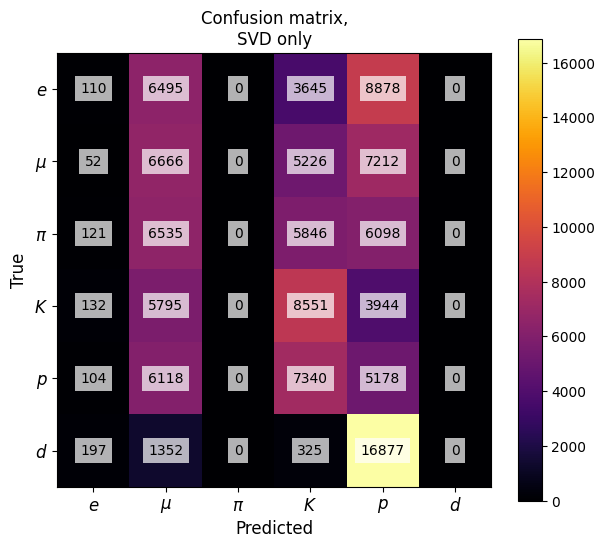 Confusion matrix,
SVD only
True
e 110 6495 0 3645 8878 0
μ 52 6666 0 5226 7212 0
π 121 6535 0 5846 6098 0
K 132 5795 0 8551 3944 0
p 104 6118 0 7340 5178 0
d 197 1352 0 325 16877 0
e μ π K p d
Predicted
16000
14000
12000
10000
8000
6000
4000
2000
0